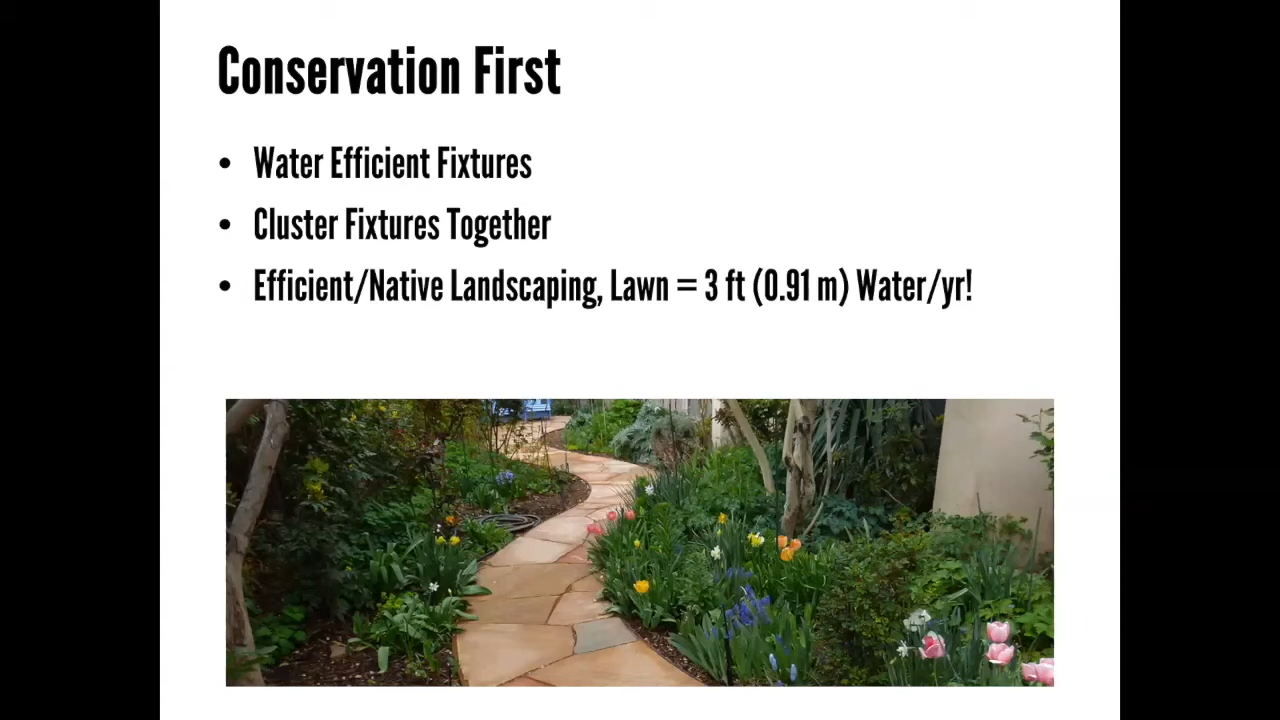 Conservation First
• Water Efficient Fixtures
• Cluster Fixtures Together
• Efficient/Native Landscaping, Lawn = 3 ft (0.91 m) Water/yr!